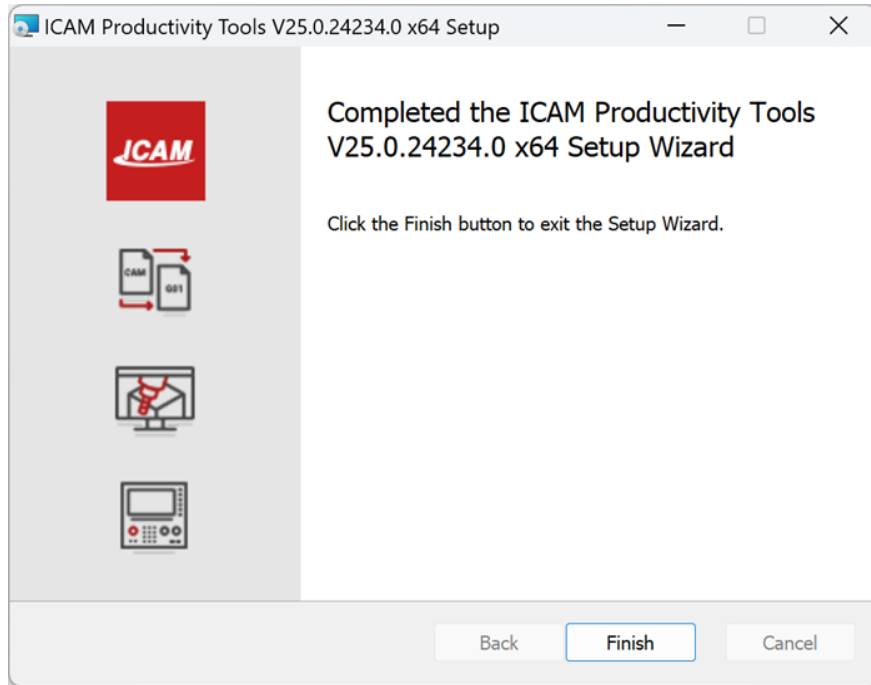 ICAM Productivity Tools V25.0.24234.0 x64 Setup
ICAM
Completed the ICAM Productivity Tools
V25.0.24234.0 x64 Setup Wizard
Click the Finish button to exit the Setup Wizard.
CAM
G01
Back
Finish
Cancel